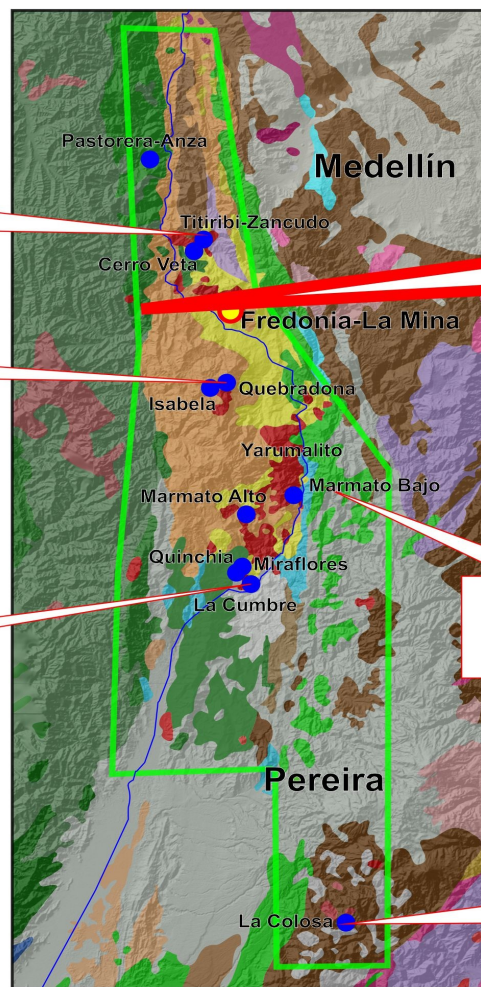 Pastorera-Anza
Medellín
Titiribi-Zancudo
Cerro Veta
Fredonia-La Mina
Quebradona
Isabela
Yarumalito
Marmato Bajo
Marmato Alto
Quinchia
Miraflores
La Cumbre
Pereira
La Colosa